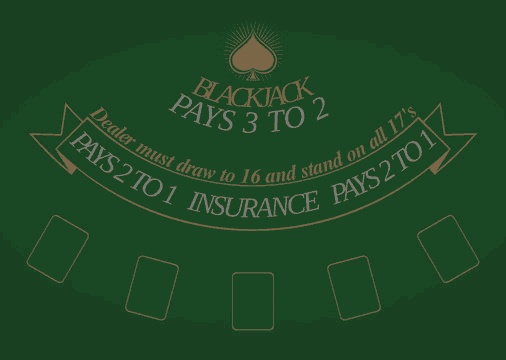 BLACKJACK
PAYS 3 TO 2
Dealer must draw to 16 and stand on all 17's
PAYS 2 TO 1 INSURANCE PAYS 2 TO 1